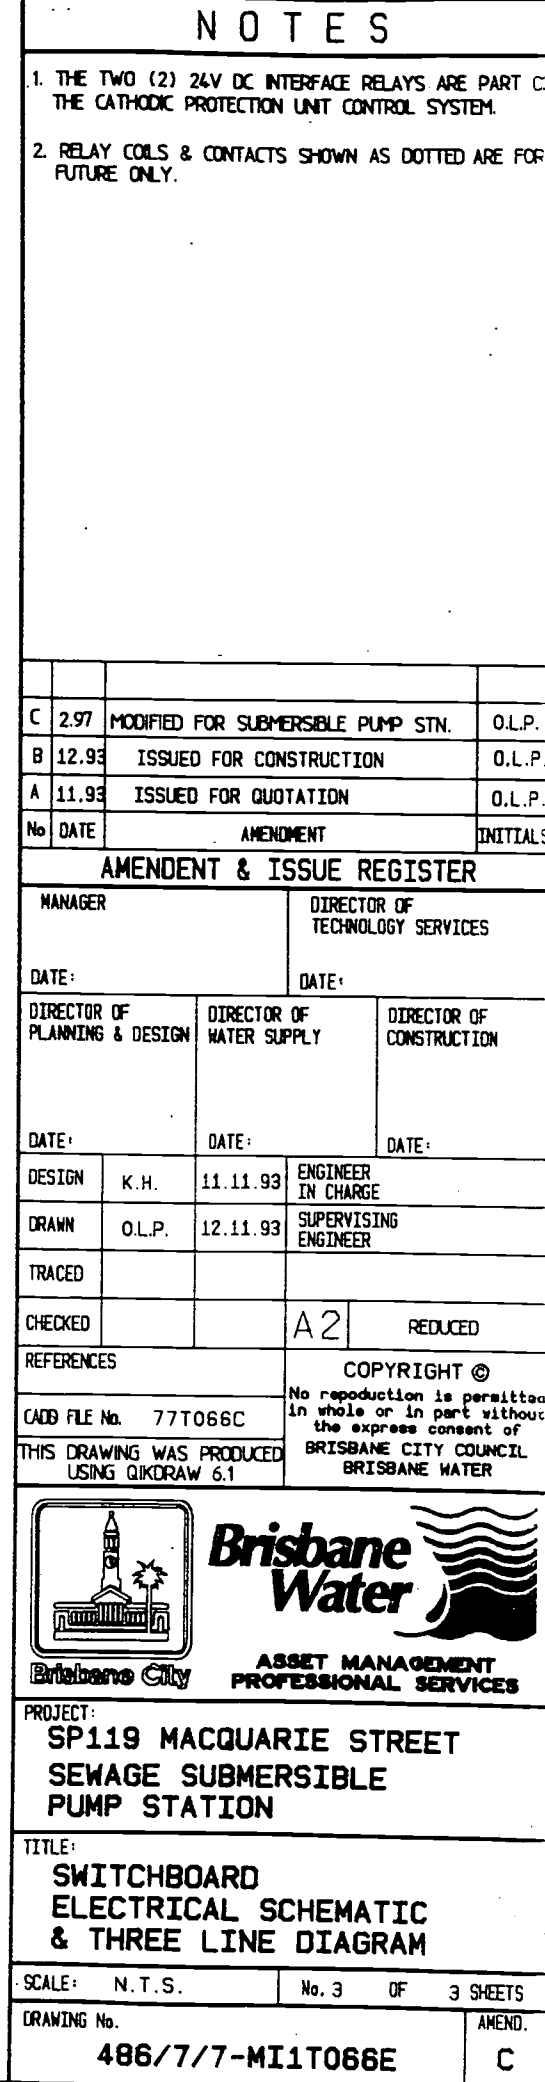 NOTES
1. THE TWO (2) 24V DC INTERFACE RELAYS ARE PART
THE CATHODIC PROTECTION UNIT CONTROL SYSTEM.
2. RELAY COILS & CONTACTS SHOWN AS DOTTED ARE FOR
FUTURE ONLY.
C 2.97 MODIFIED FOR SUBMERSIBLE PUMP STN. O.L.P.
B 12.93 ISSUED FOR CONSTRUCTION O.L.P.
A 11.93 ISSUED FOR QUOTATION O.L.P.
No DATE AMENDMENT INITIALS
AMENDENT & ISSUE REGISTER
MANAGER
DATE:
DIRECTOR OF
TECHNOLOGY SERVICES
DATE:
DIRECTOR OF
PLANNING & DESIGN
DATE:
DIRECTOR OF
WATER SUPPLY
DATE:
DIRECTOR OF
CONSTRUCTION
DATE:
DESIGN K.H. 11.11.93 ENGINEER
IN CHARGE
DRAWN O.L.P. 12.11.93 SUPERVISING
ENGINEER
TRACED
CHECKED A2 REDUCED
REFERENCES
CADD FILE No. 77T066C
THIS DRAWING WAS PRODUCED
USING QIKDRAW 6.1
COPYRIGHT ©
No repoduction is permitted
in whole or in part without
the express consent of
BRISBANE CITY COUNCIL
BRISBANE WATER
Brisbane City
Brisbane
Water
ASSET MANAGEMENT
PROFESSIONAL SERVICES
PROJECT:
SP119 MACQUARIE STREET
SEWAGE SUBMERSIBLE
PUMP STATION
TITLE:
SWITCHBOARD
ELECTRICAL SCHEMATIC
& THREE LINE DIAGRAM
SCALE: N.T.S. No. 3 OF 3 SHEETS
DRAWING No. AMEND.
486/7/7-MI1T066E C